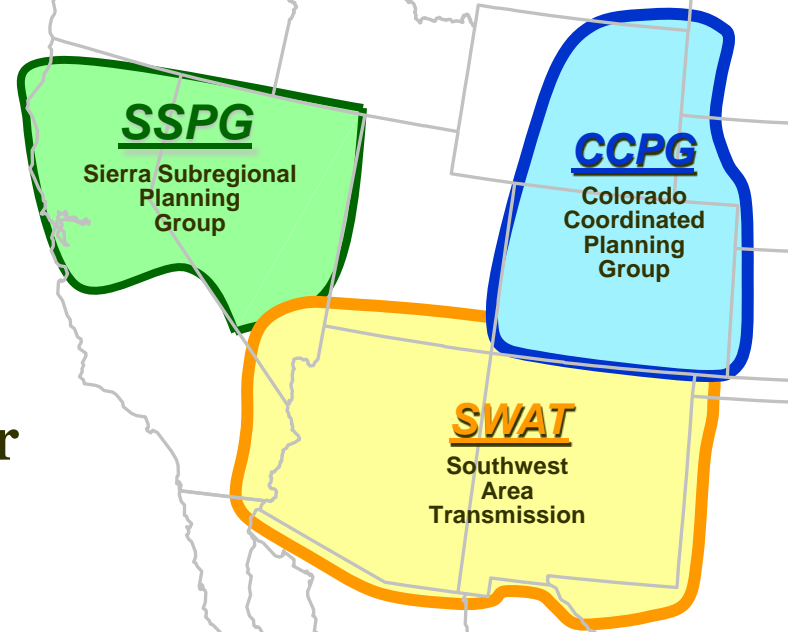 SSPG
Sierra Subregional
Planning
Group
CCPG
Colorado
Coordinated
Planning
Group
SWAT
Southwest
Area
Transmission
r